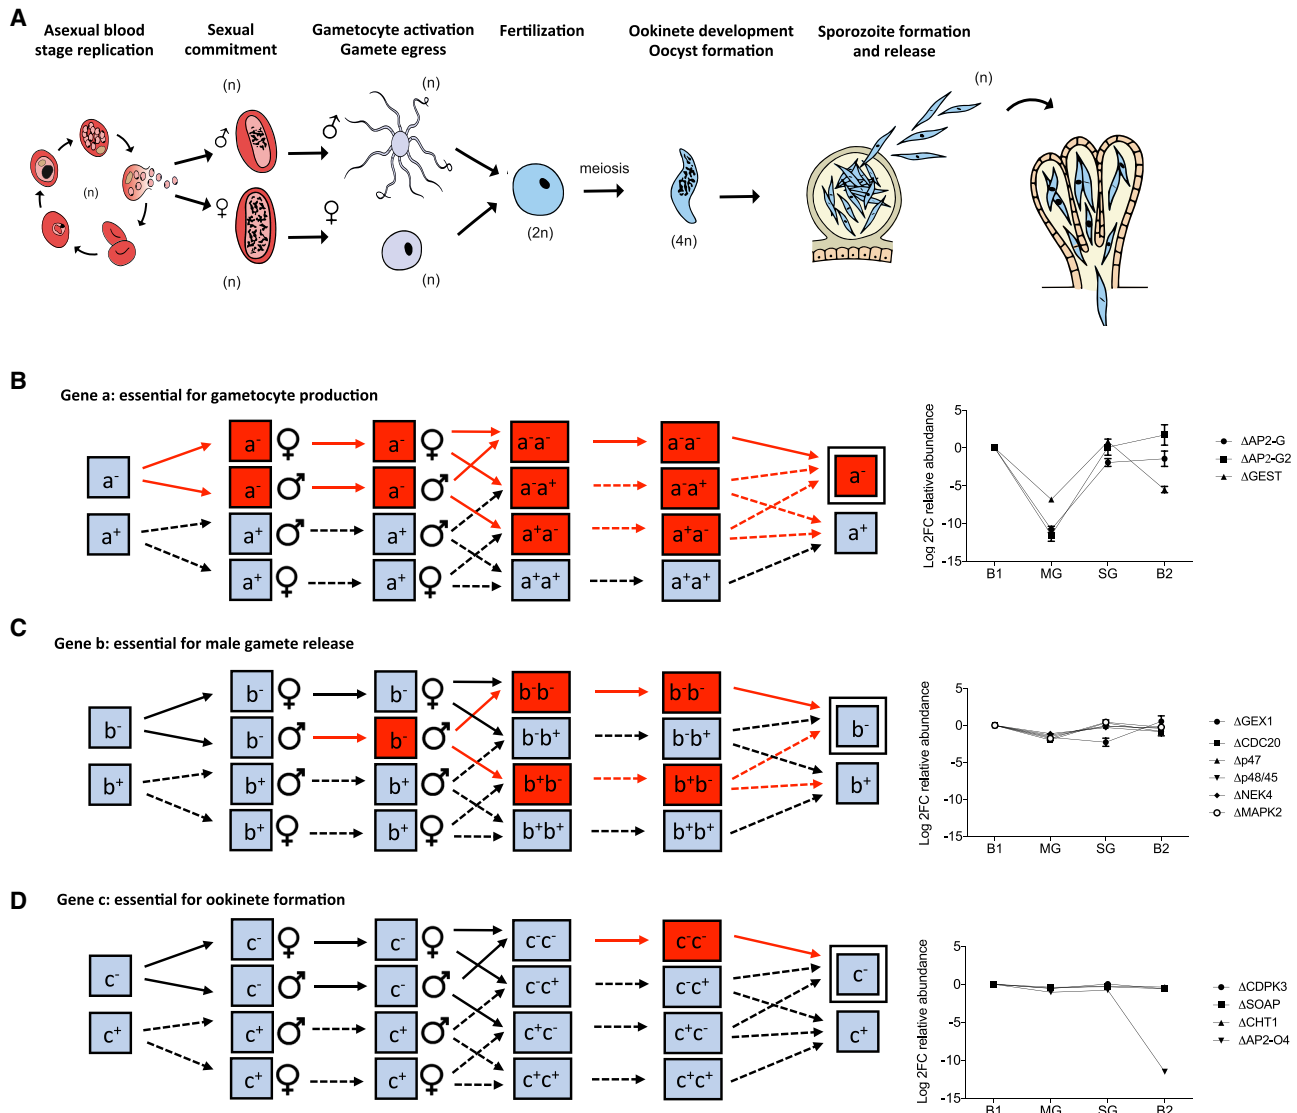 A
Asexual blood
stage replication
Sexual
commitment
Gametocyte activation
Gamete egress
Fertilization
Ookinete development
Oocyst formation
Sporozoite formation
and release
(n)
(n)
(n)
♂
♂
(n)
meiosis
♀
♀
(2n)
(4n)
(n)
(n)
B
Gene a: essential for gametocyte production
a⁻
a⁺
a⁻ ♀
a⁻ ♂
a⁺ ♂
a⁺ ♀
a⁻ ♀
a⁻ ♂
a⁺ ♂
a⁺ ♀
a⁻a⁻
a⁻a⁺
a⁺a⁻
a⁺a⁺
a⁻a⁻
a⁻a⁺
a⁺a⁻
a⁺a⁺
a⁻
a⁺
Log 2FC relative abundance
5
0
-5
-10
-15
B1 MG SG B2
ΔAP2-G
ΔAP2-G2
ΔGEST
C
Gene b: essential for male gamete release
b⁻
b⁺
b⁻ ♀
b⁻ ♂
b⁺ ♂
b⁺ ♀
b⁻ ♀
b⁻ ♂
b⁺ ♂
b⁺ ♀
b⁻b⁻
b⁻b⁺
b⁺b⁻
b⁺b⁺
b⁻b⁻
b⁻b⁺
b⁺b⁻
b⁺b⁺
b⁻
b⁺
Log 2FC relative abundance
5
0
-5
-10
-15
B1 MG SG B2
ΔGEX1
ΔCDC20
Δp47
Δp48/45
ΔNEK4
ΔMAPK2
D
Gene c: essential for ookinete formation
c⁻
c⁺
c⁻ ♀
c⁻ ♂
c⁺ ♂
c⁺ ♀
c⁻ ♀
c⁻ ♂
c⁺ ♂
c⁺ ♀
c⁻c⁻
c⁻c⁺
c⁺c⁻
c⁺c⁺
c⁻c⁻
c⁻c⁺
c⁺c⁻
c⁺c⁺
c⁻
c⁺
Log 2FC relative abundance
5
0
-5
-10
-15
B1 MG SG B2
ΔCDPK3
ΔSOAP
ΔCHT1
ΔAP2-O4